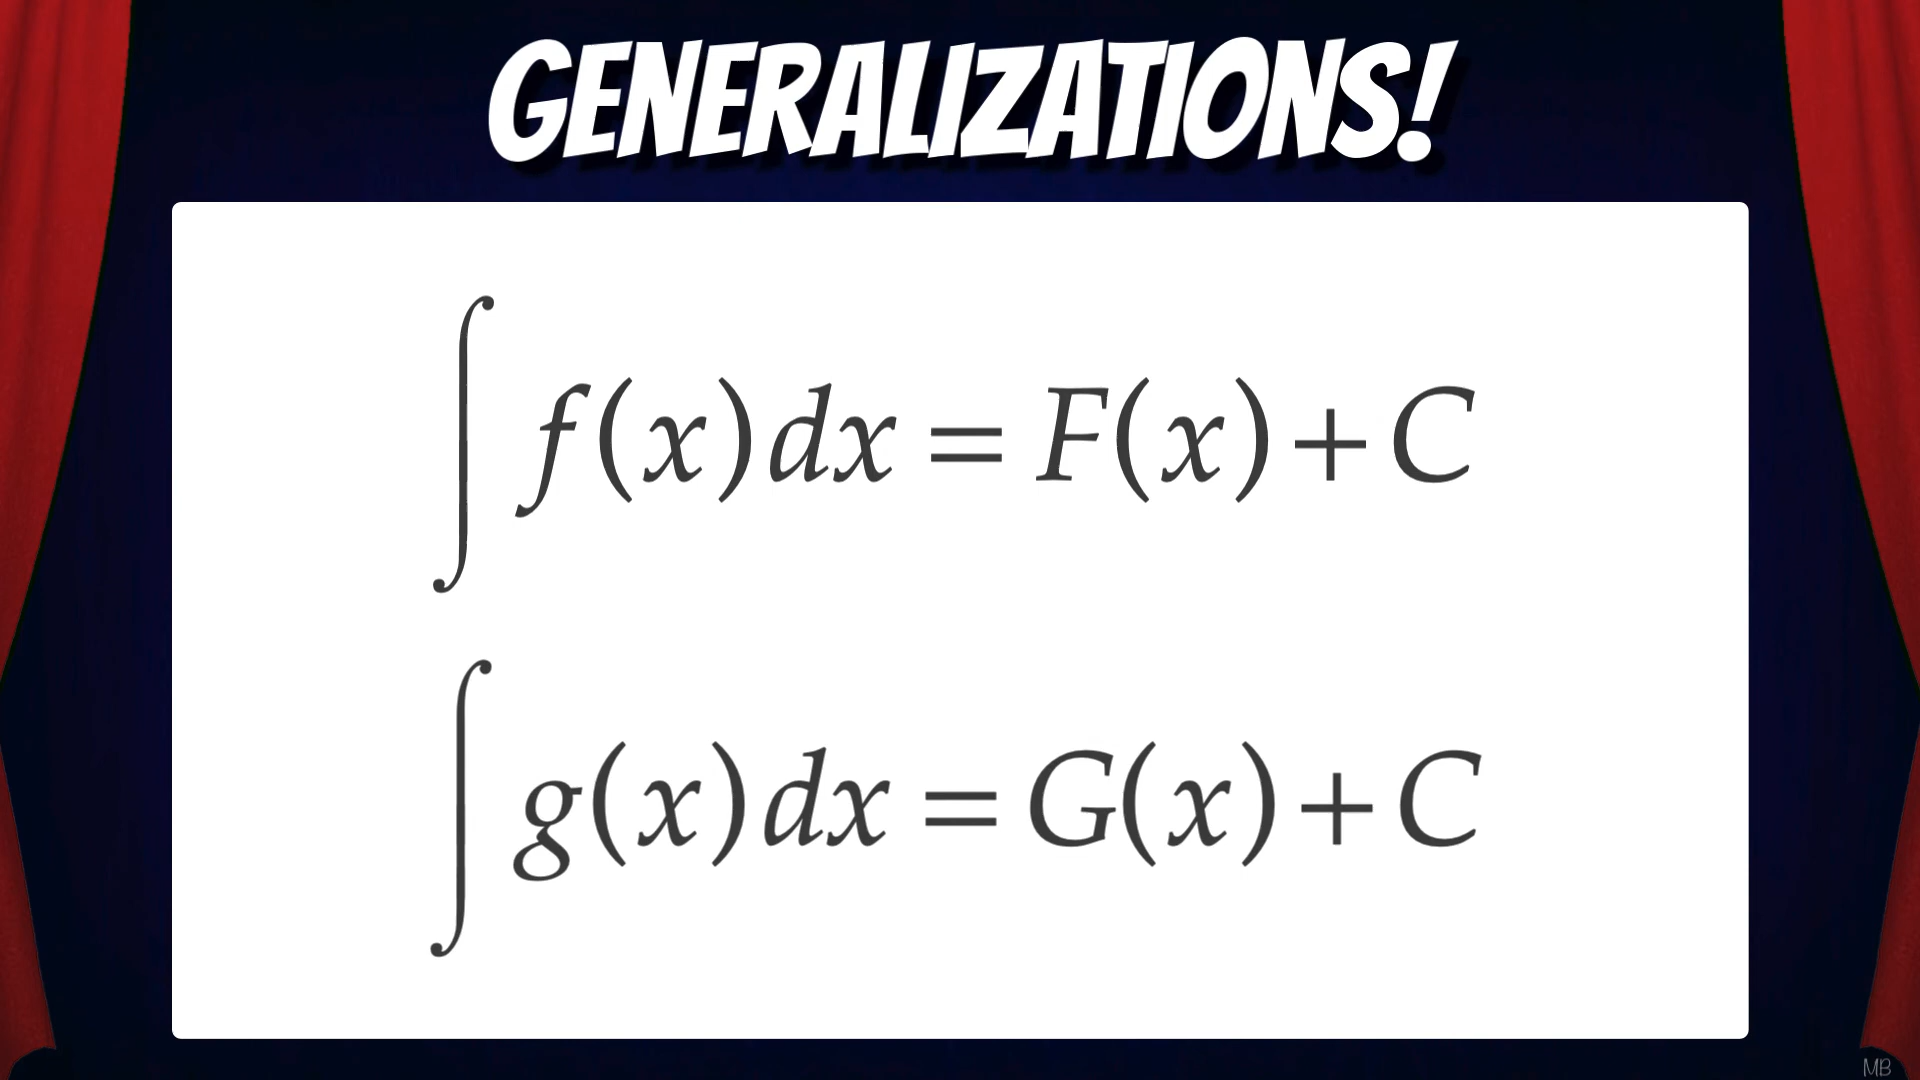 GENERALIZATIONS!
∫ f(x)dx = F(x) + C
∫ g(x)dx = G(x) + C
MB